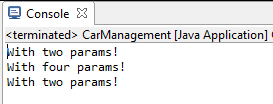 Console
<terminated> CarManagement [Java Application]
With two params!
With four params!
With two params!